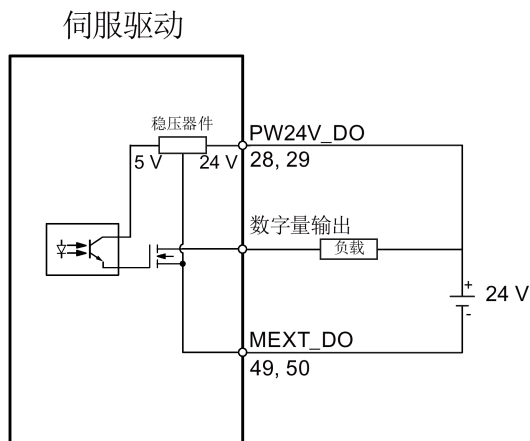 伺服驱动
稳压器件
5 V
24 V
PW24V_DO
28, 29
数字量输出
负载
+
24 V
-
MEXT_DO
49, 50